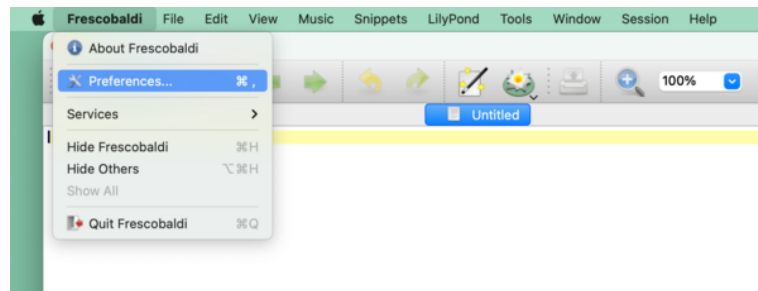 Frescobaldi File Edit View Music Snippets LilyPond Tools Window Session Help
About Frescobaldi
Preferences... ⌘ ,
100%
Services
Untitled
Hide Frescobaldi ⌘H
Hide Others ⌥⌘H
Show All
Quit Frescobaldi ⌘Q